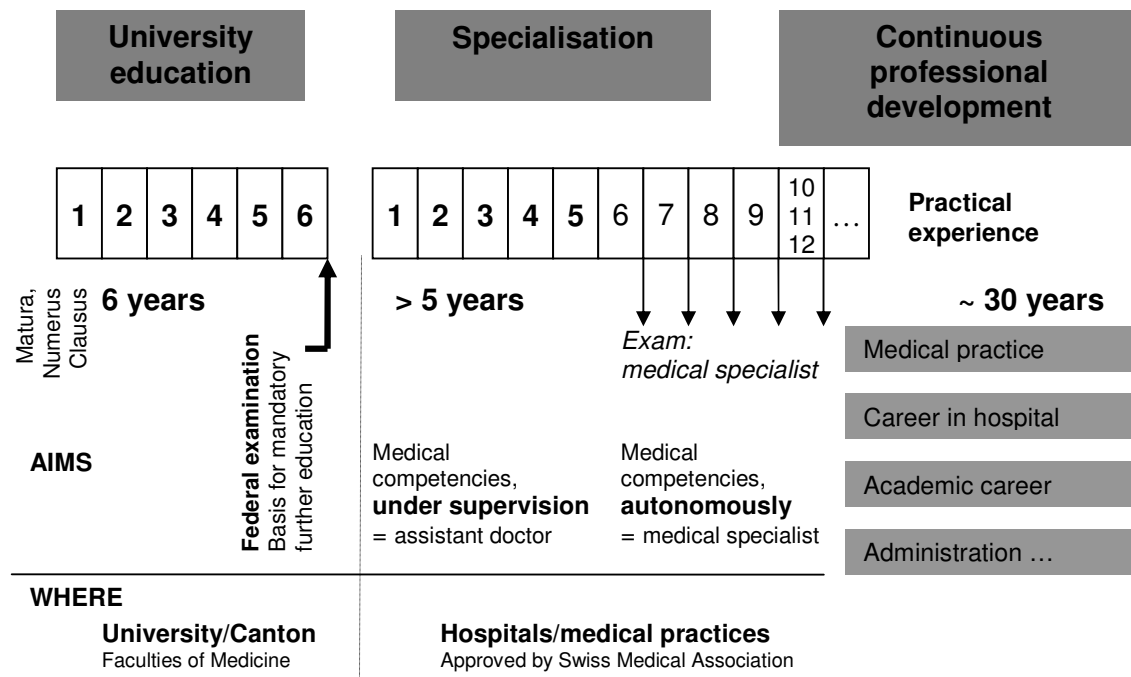 University
education
Specialisation
Continuous
professional
development
1 2 3 4 5 6
1 2 3 4 5 6 7 8 9
10
11
12
...
Practical
experience
Matura,
Numerus
Clausus
6 years
> 5 years
~ 30 years
Federal examination
Basis for mandatory
further education
Exam:
medical specialist
Medical practice
Career in hospital
Academic career
Administration ...
AIMS
Medical
competencies,
under supervision
= assistant doctor
Medical
competencies,
autonomously
= medical specialist
WHERE
University/Canton
Faculties of Medicine
Hospitals/medical practices
Approved by Swiss Medical Association